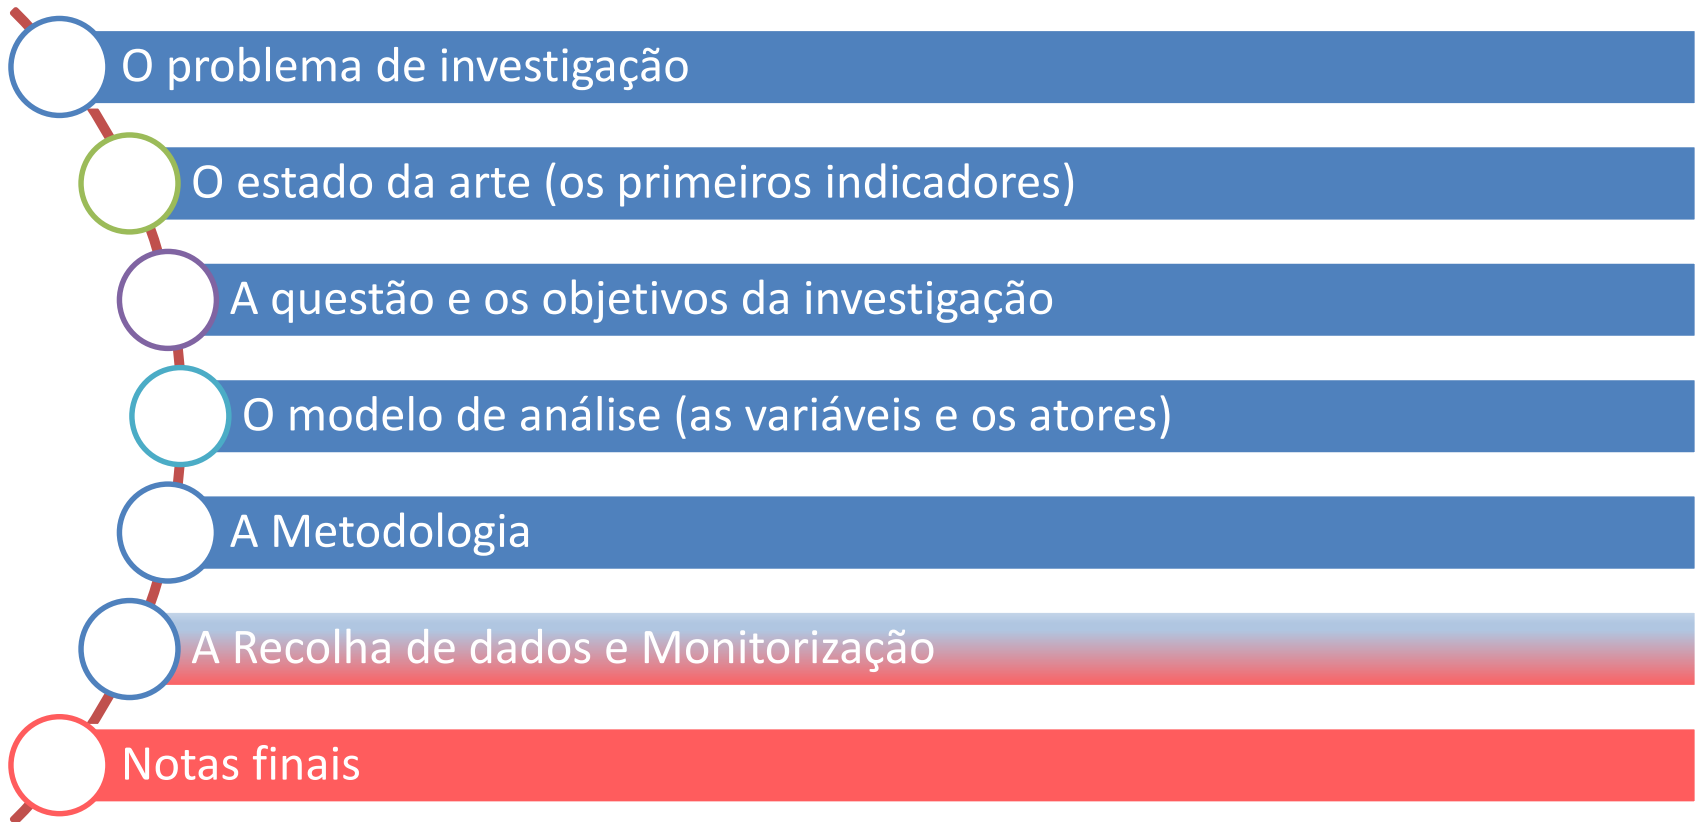 O problema de investigação
O estado da arte (os primeiros indicadores)
A questão e os objetivos da investigação
O modelo de análise (as variáveis e os atores)
A Metodologia
A Recolha de dados e Monitorização
Notas finais